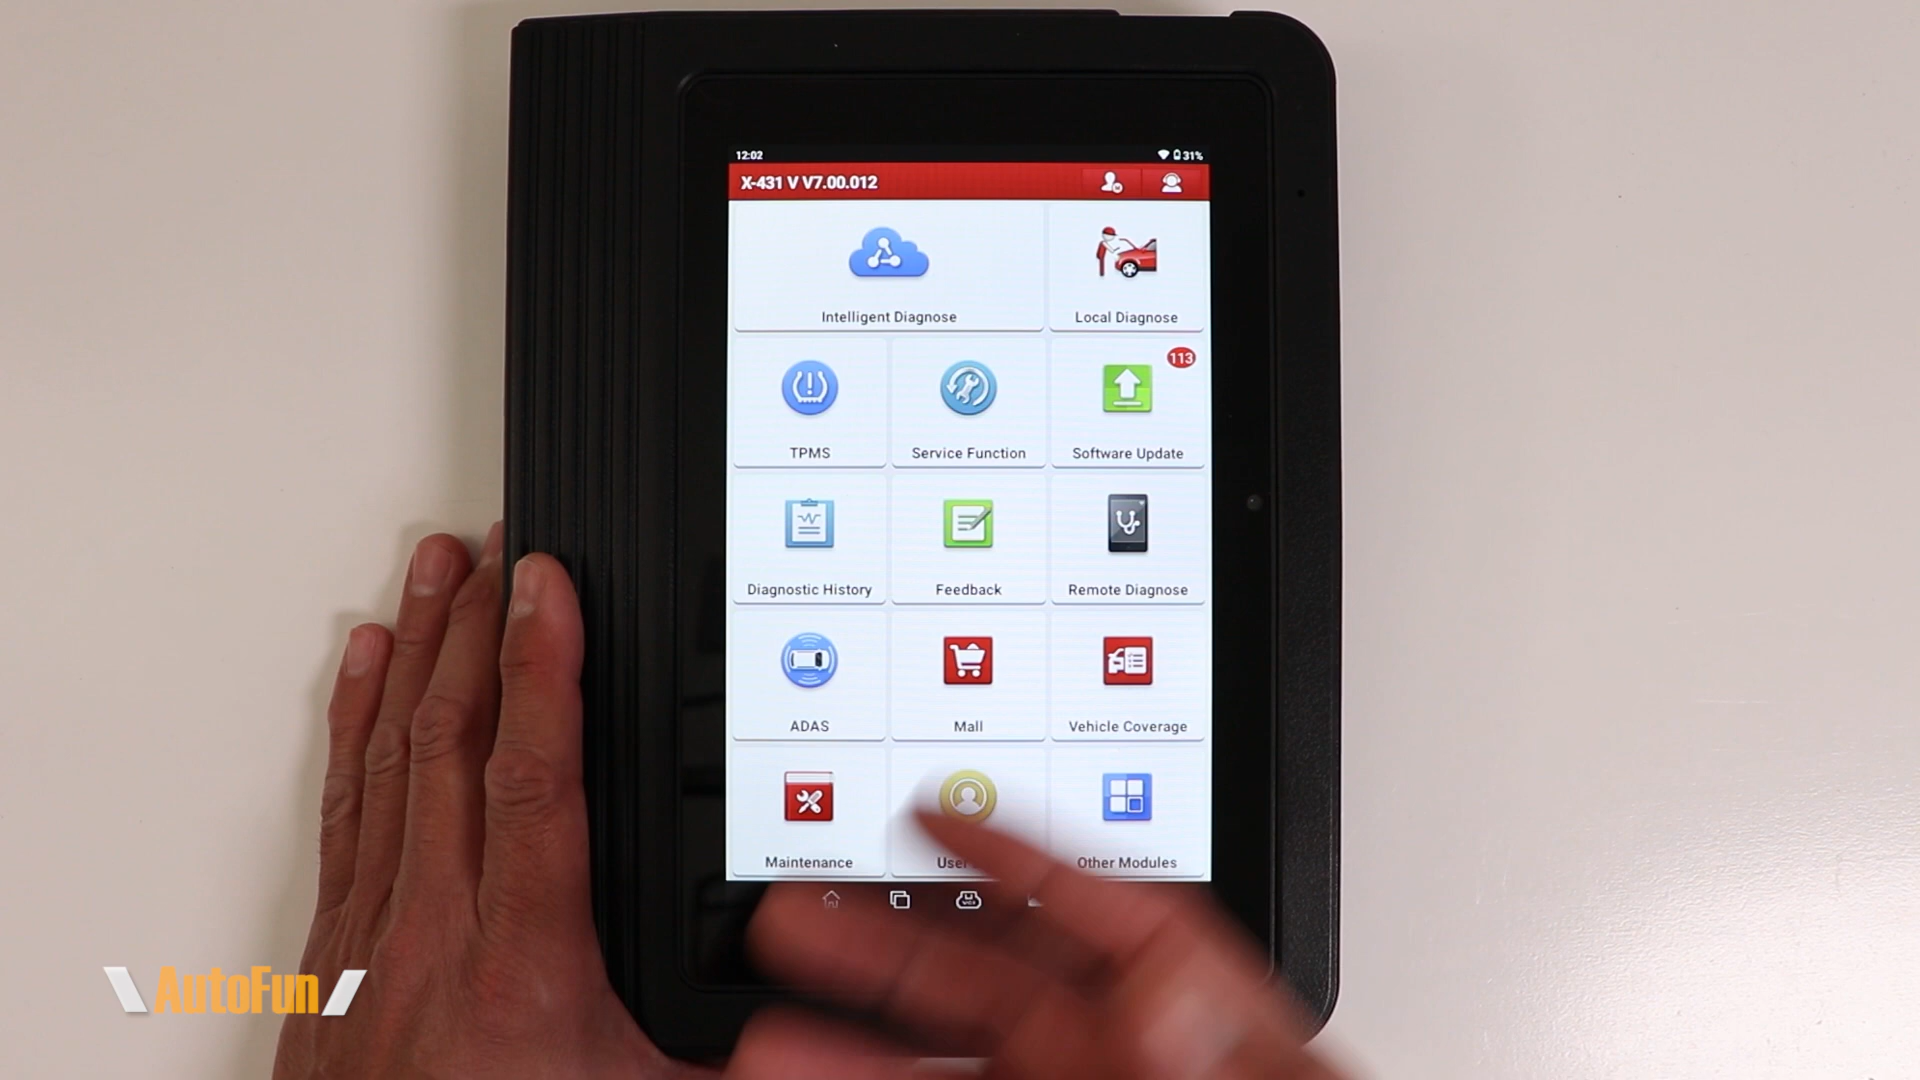 12:02 31%
X-431 V V7.00.012
Intelligent Diagnose Local Diagnose
113
TPMS Service Function Software Update
Diagnostic History Feedback Remote Diagnose
ADAS Mall Vehicle Coverage
Maintenance User Other Modules
AutoFun